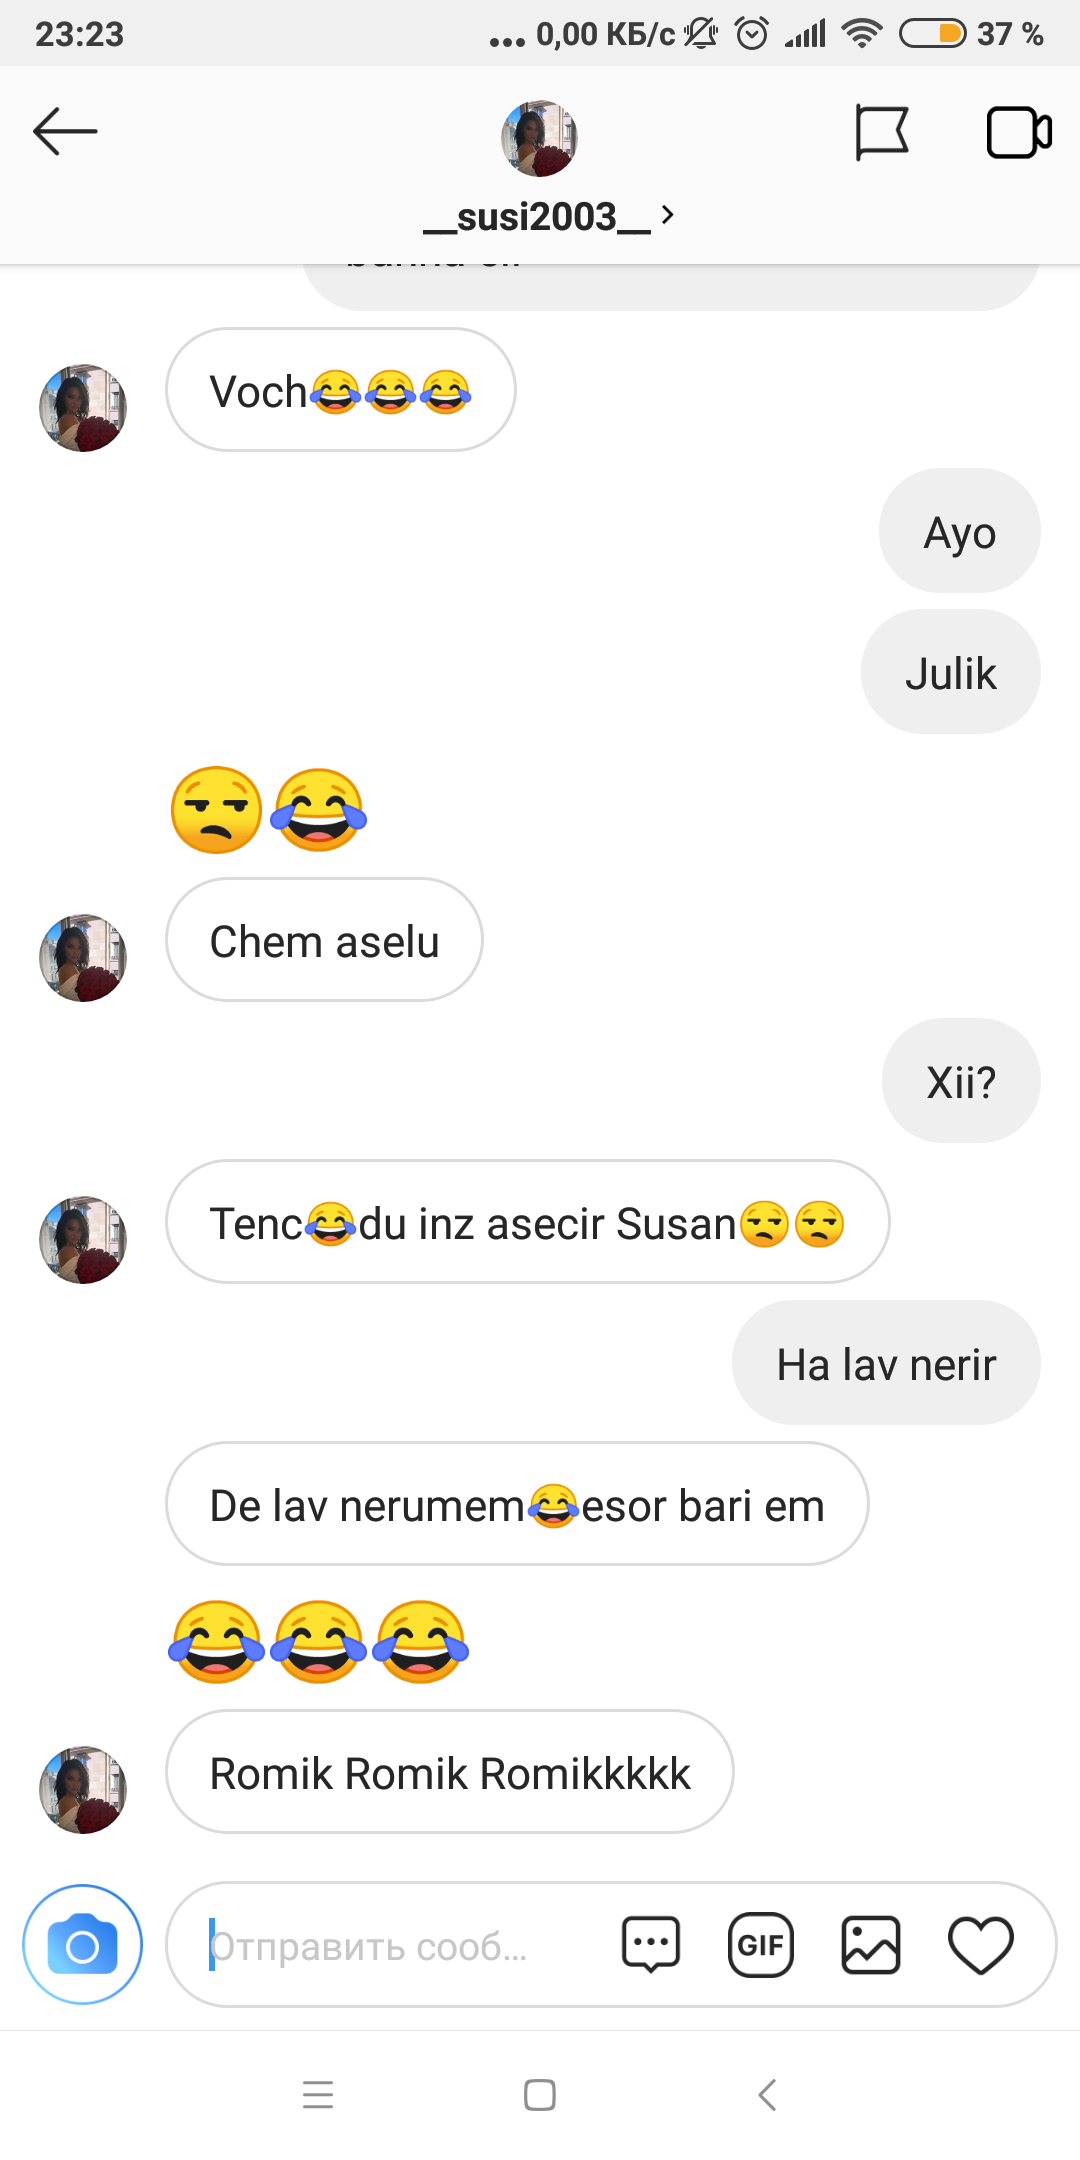 23:23
... 0,00 КБ/с 37 %
__susi2003__
Voch😂😂😂
Ayo
Julik
😒😂
Chem aselu
Xii?
Tenc😂du inz asecir Susan😒😒
Ha lav nerir
De lav nerumem😂esor bari em
😂😂😂
Romik Romik Romikkkkk
Отправить сооб...
GIF